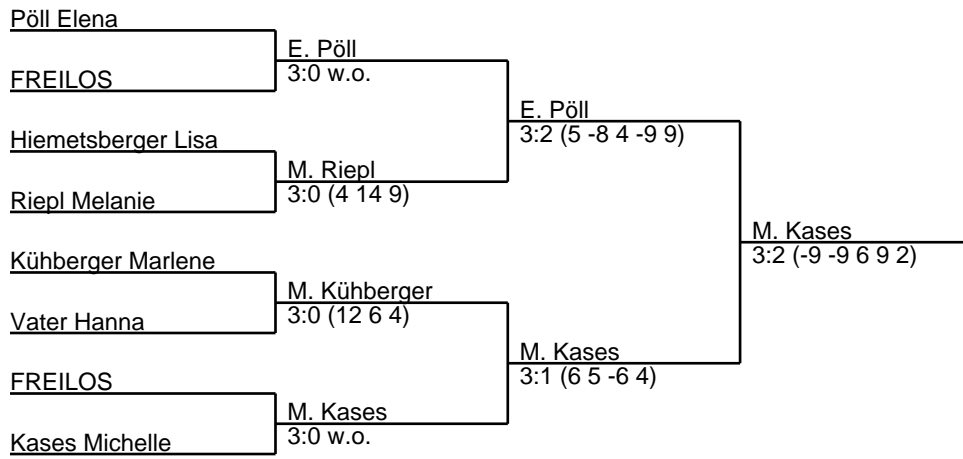 Pöll Elena
E. Pöll
3:0 w.o.
FREILOS
E. Pöll
3:2 (5 -8 4 -9 9)
Hiemetsberger Lisa
M. Riepl
3:0 (4 14 9)
Riepl Melanie
M. Kases
3:2 (-9 -9 6 9 2)
Kühberger Marlene
M. Kühberger
3:0 (12 6 4)
Vater Hanna
M. Kases
3:1 (6 5 -6 4)
FREILOS
M. Kases
3:0 w.o.
Kases Michelle